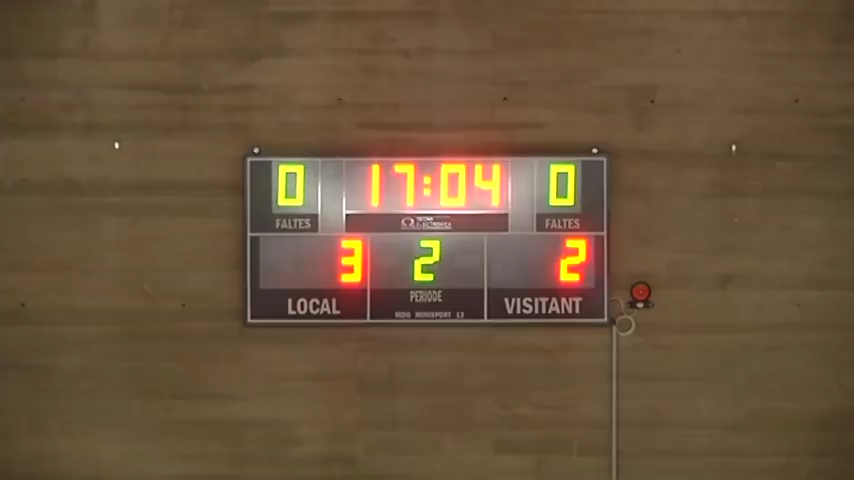 0 17:04 0
FALTES FALTES
3 2 2
PERIODE
LOCAL VISITANT